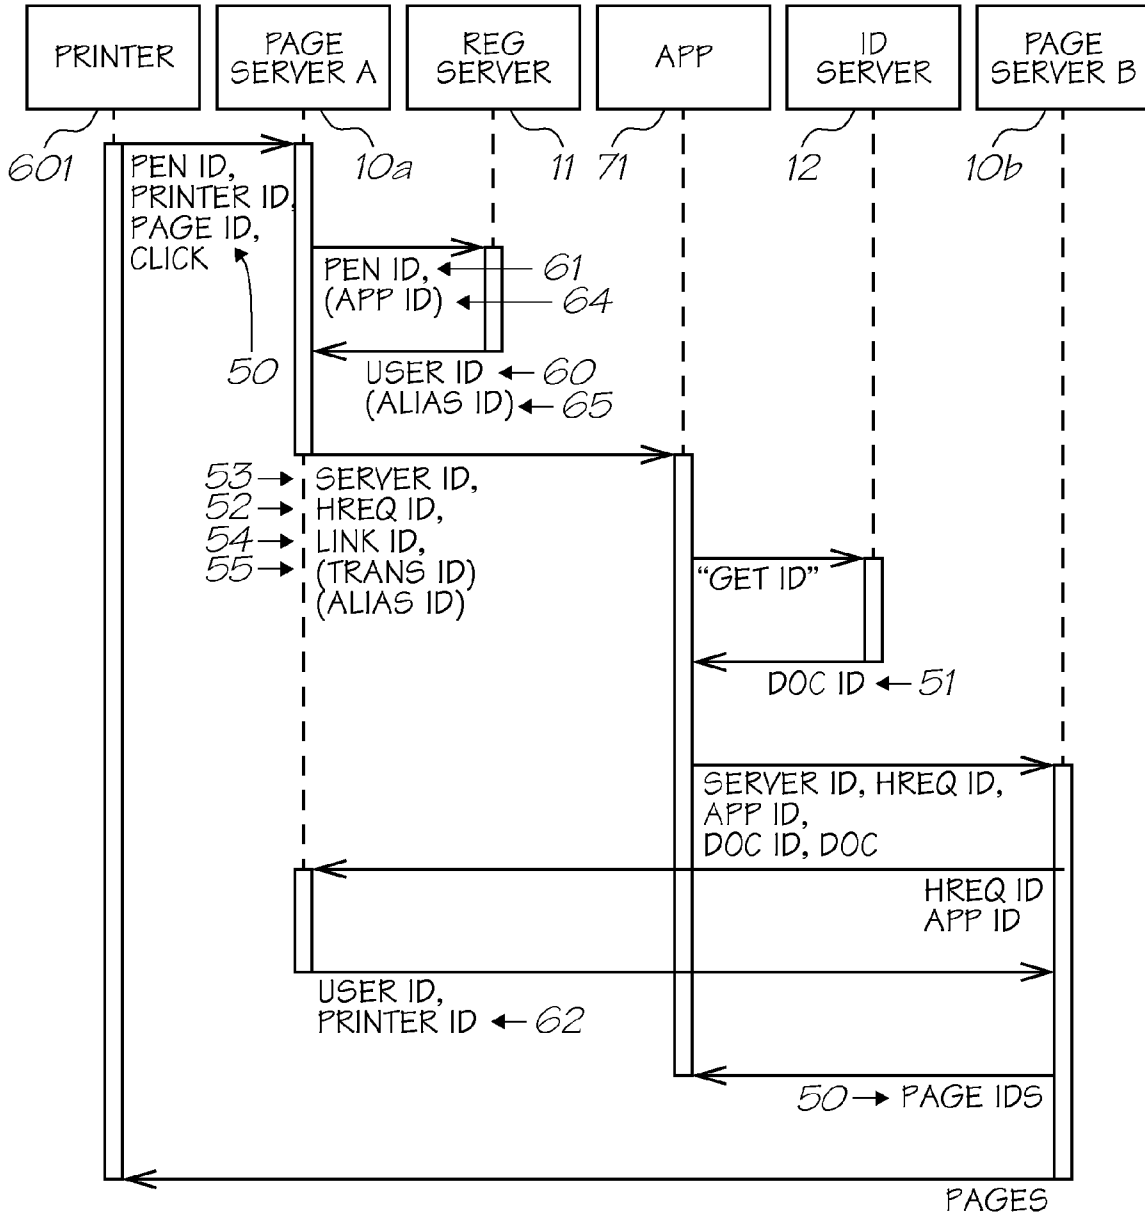 PRINTER
PAGE
SERVER A
REG
SERVER
APP
ID
SERVER
PAGE
SERVER B
601
10a
11
71
12
10b
PEN ID,
PRINTER ID,
PAGE ID,
CLICK
50
PEN ID,
61
(APP ID)
64
USER ID
60
(ALIAS ID)
65
53
SERVER ID,
52
HREQ ID,
54
LINK ID,
55
(TRANS ID)
(ALIAS ID)
"GET ID"
DOC ID
51
SERVER ID, HREQ ID,
APP ID,
DOC ID, DOC
HREQ ID
APP ID
USER ID,
PRINTER ID
62
50
PAGE IDS
PAGES